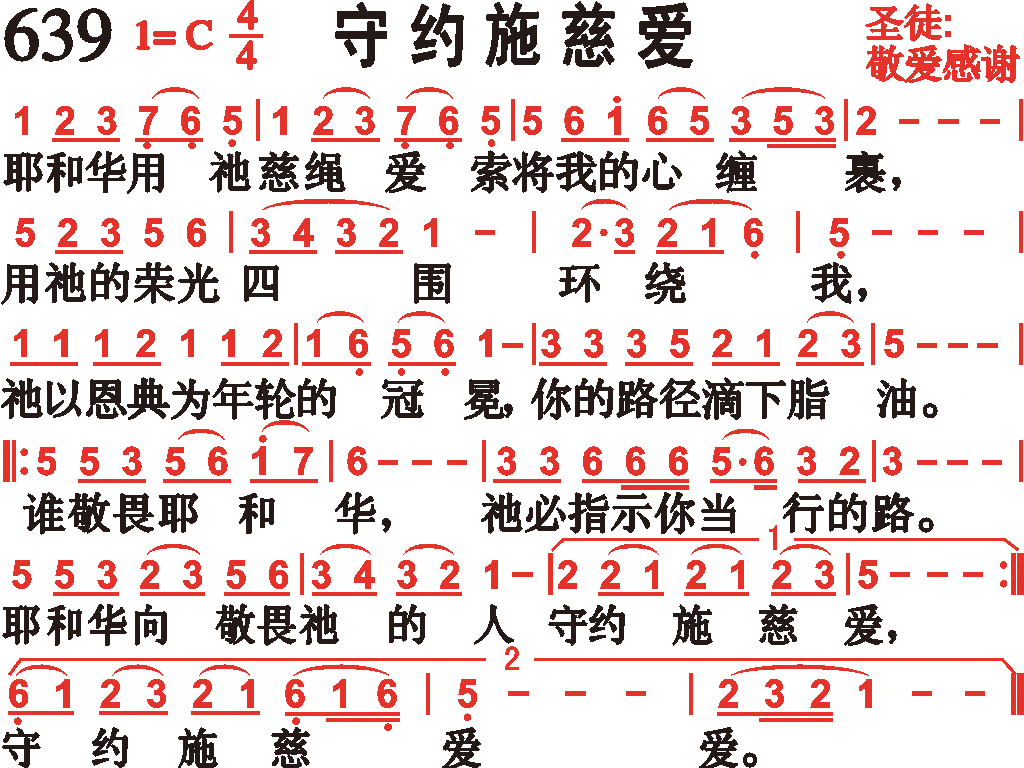 639 1=C 4/4 守约施慈爱 圣徒:
敬爱感谢
1 2 3 7 6 5 | 1 2 3 7 6 5 | 5 6 i 6 5 3 5 3 | 2 - - - |
耶和华用 祂慈绳 爱 索将我的心 缠 裹，
5 2 3 5 6 | 3 4 3 2 1 - | 2·3 2 1 6 | 5 - - - |
用祂的荣光 四 围 环 绕 我，
1 1 1 2 1 1 2 | 1 6 5 6 1 - | 3 3 3 5 2 1 2 3 | 5 - - - |
祂以恩典为年轮的 冠 冕，你的路径滴下脂 油。
‖: 5 5 3 5 6 i 7 | 6 - - - | 3 3 6 6 6 5·6 3 2 | 3 - - - |
谁敬畏耶 和 华， 祂必指示你当 行的路。
1
5 5 3 2 3 5 6 | 3 4 3 2 1 - | 2 2 1 2 1 2 3 | 5 - - - :‖
耶和华向 敬畏祂 的 人 守约 施 慈 爱，
2
6 1 2 3 2 1 6 1 6 | 5 - - - | 2 3 2 1 - - ‖
守 约 施 慈 爱 爱。